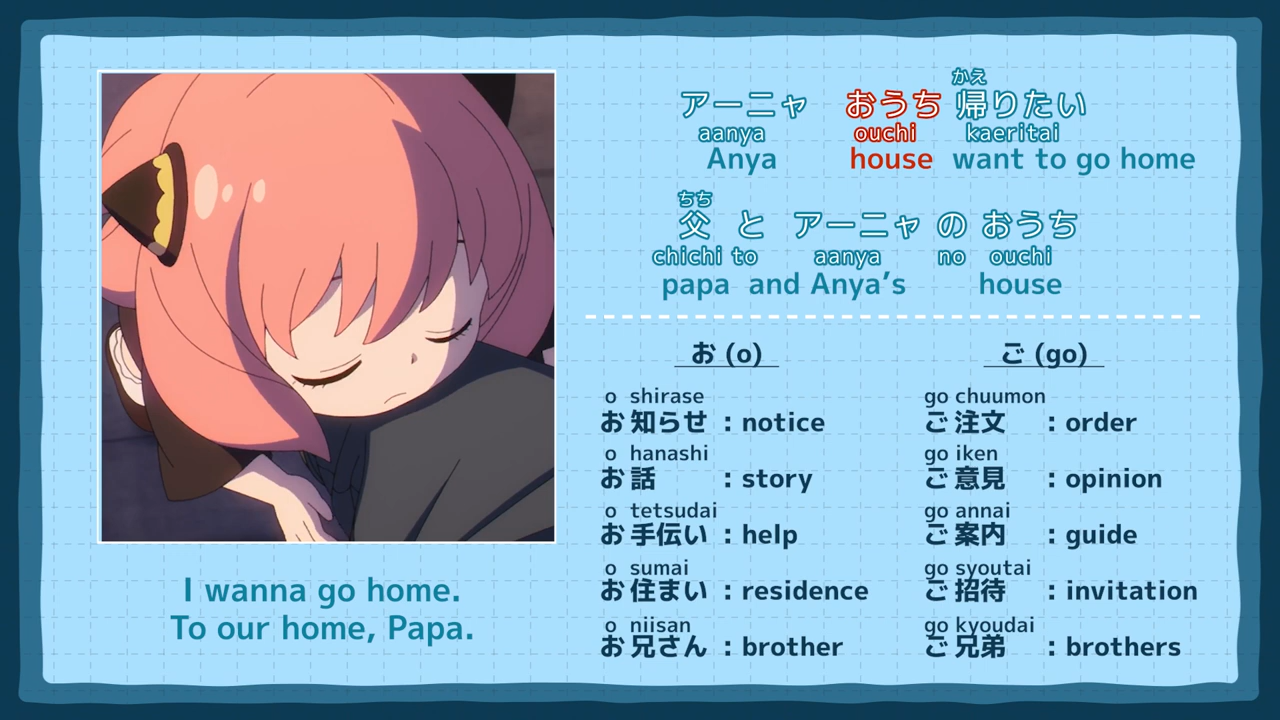 かえ
アーニャ おうち 帰りたい
aanya ouchi kaeritai
Anya house want to go home
ちち
父 と アーニャ の おうち
chichi to aanya no ouchi
papa and Anya's house
お (o)
o shirase
お 知らせ : notice
o hanashi
お 話 : story
o tetsudai
お 手伝い : help
o sumai
お 住まい : residence
o niisan
お 兄さん : brother
ご (go)
go chuumon
ご 注文 : order
go iken
ご 意見 : opinion
go annai
ご 案内 : guide
go syoutai
ご 招待 : invitation
go kyoudai
ご 兄弟 : brothers
I wanna go home.
To our home, Papa.